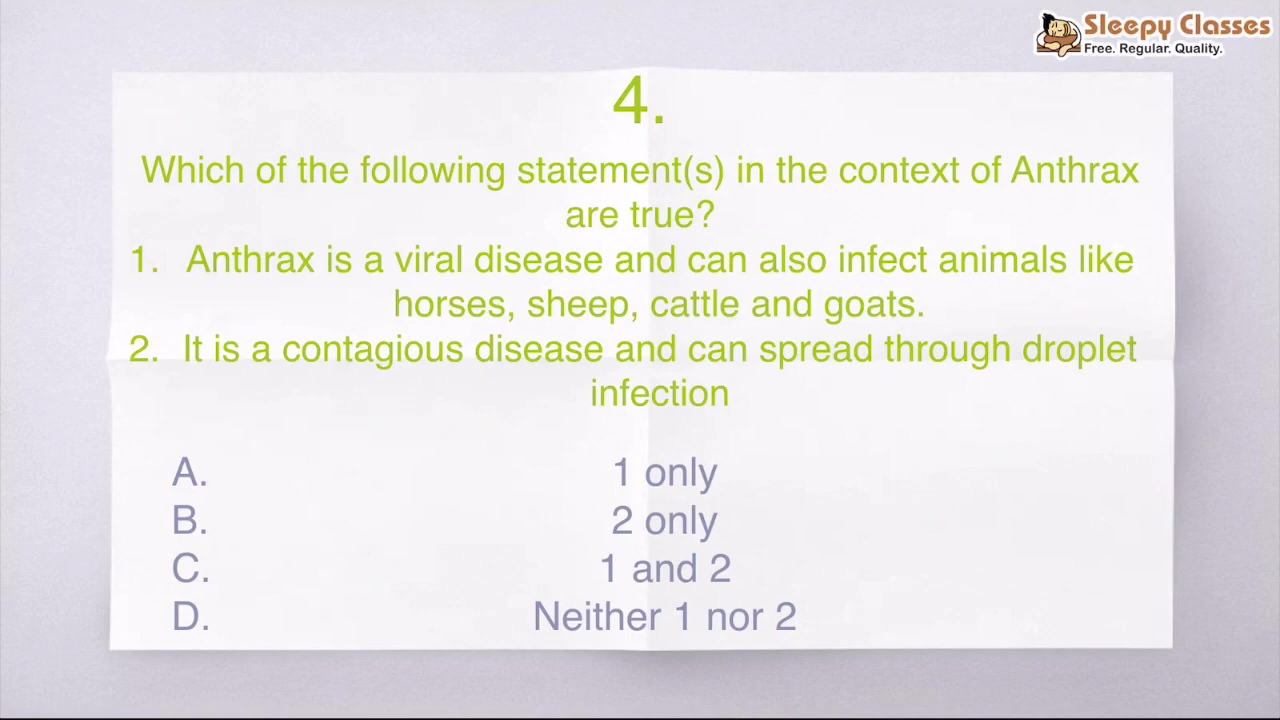 Sleepy Classes
Free. Regular. Quality.
4.
Which of the following statement(s) in the context of Anthrax
are true?
1. Anthrax is a viral disease and can also infect animals like
horses, sheep, cattle and goats.
2. It is a contagious disease and can spread through droplet
infection
A. 1 only
B. 2 only
C. 1 and 2
D. Neither 1 nor 2